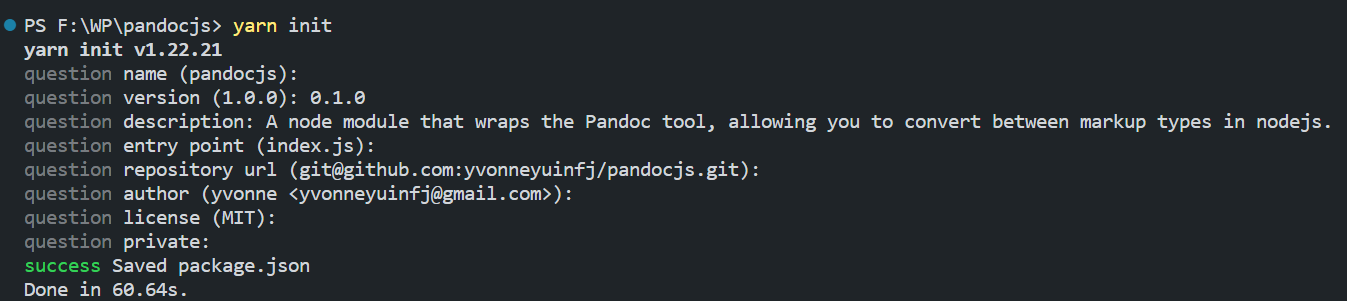 PS F:\WP\pandocjs> yarn init
yarn init v1.22.21
question name (pandocjs):
question version (1.0.0): 0.1.0
question description: A node module that wraps the Pandoc tool, allowing you to convert between markup types in nodejs.
question entry point (index.js):
question repository url (git@github.com:yvonneyuinfj/pandocjs.git):
question author (yvonne <yvonneyuinfj@gmail.com>):
question license (MIT):
question private:
success Saved package.json
Done in 60.64s.